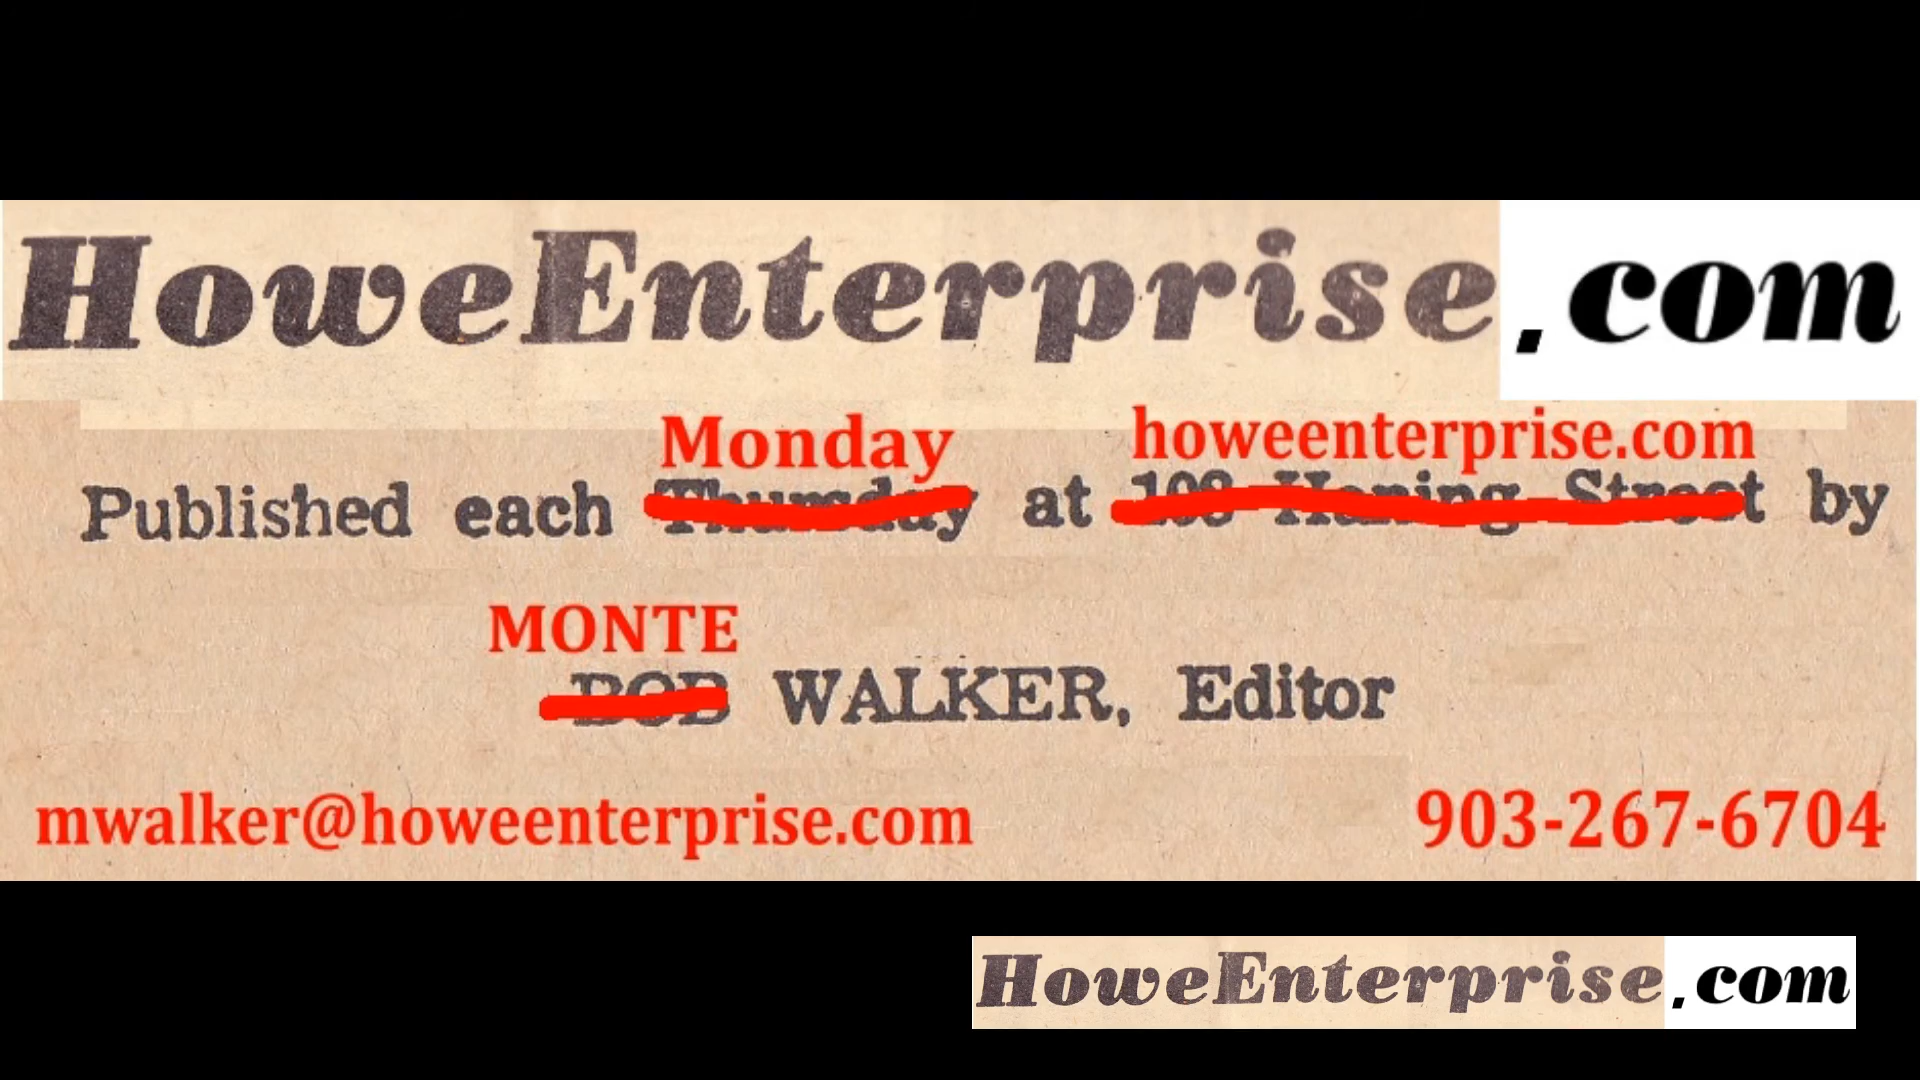 HoweEnterprise.com
Monday howeenterprise.com
Published each Thursday at 108 Haning Street by
MONTE
BOB WALKER, Editor
mwalker@howeenterprise.com 903-267-6704
HoweEnterprise.com